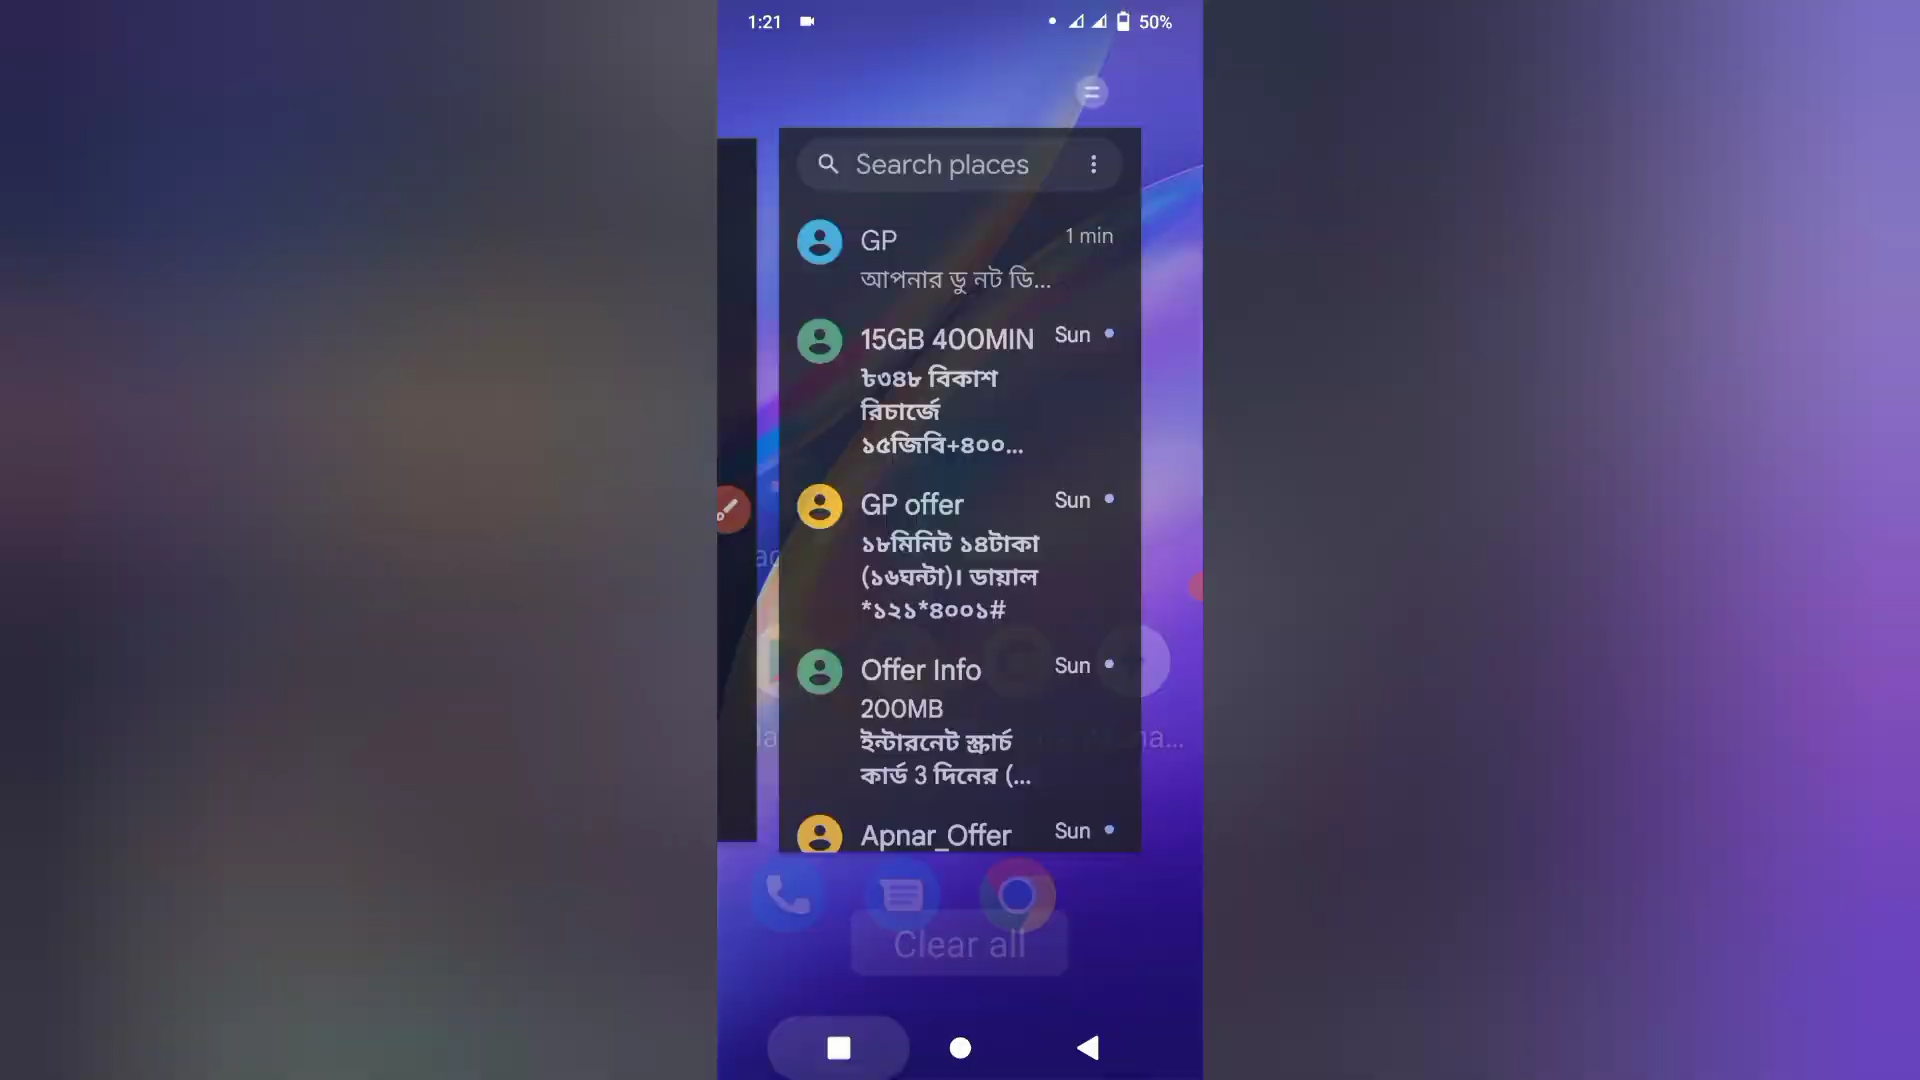 1:21
50%
Search places
GP
1 min
আপনার ডু নট ডি...
15GB 400MIN
Sun
৳৩৪৮ বিকাশ
রিচার্জে
১৫জিবি+৪০০...
GP offer
Sun
১৮মিনিট ১৪টাকা
(১৬ঘন্টা)। ডায়াল
*১২১*৪০০১#
Offer Info
Sun
200MB
ইন্টারনেট স্ক্রার্চ
কার্ড 3 দিনের (...
Apnar_Offer
Sun
Clear all